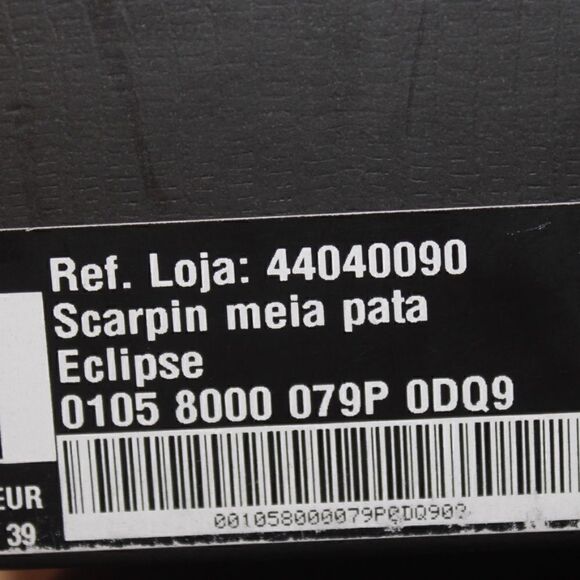 Ref. Loja: 44040090
Scarpin meia pata
Eclipse
0105 8000 079P 0DQ9
EUR
39